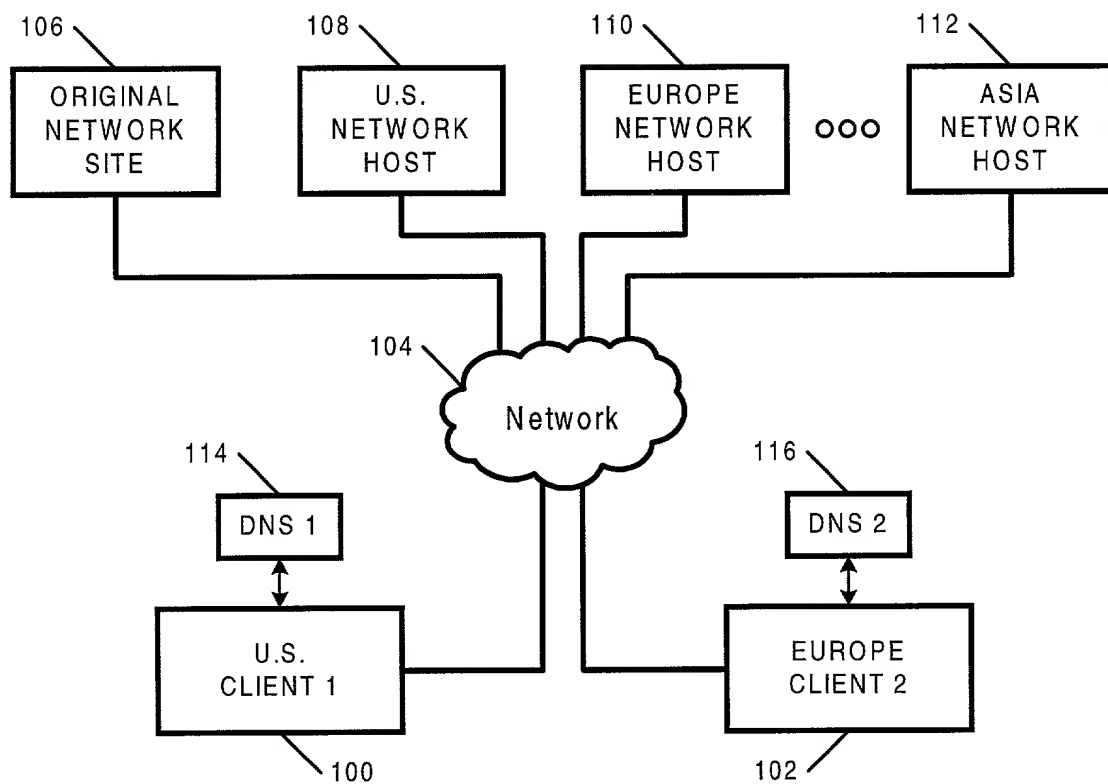 106
108
110
112
ORIGINAL
NETWORK
SITE
U.S.
NETWORK
HOST
EUROPE
NETWORK
HOST
ooo
ASIA
NETWORK
HOST
104
Network
114
116
DNS 1
DNS 2
U.S.
CLIENT 1
EUROPE
CLIENT 2
100
102